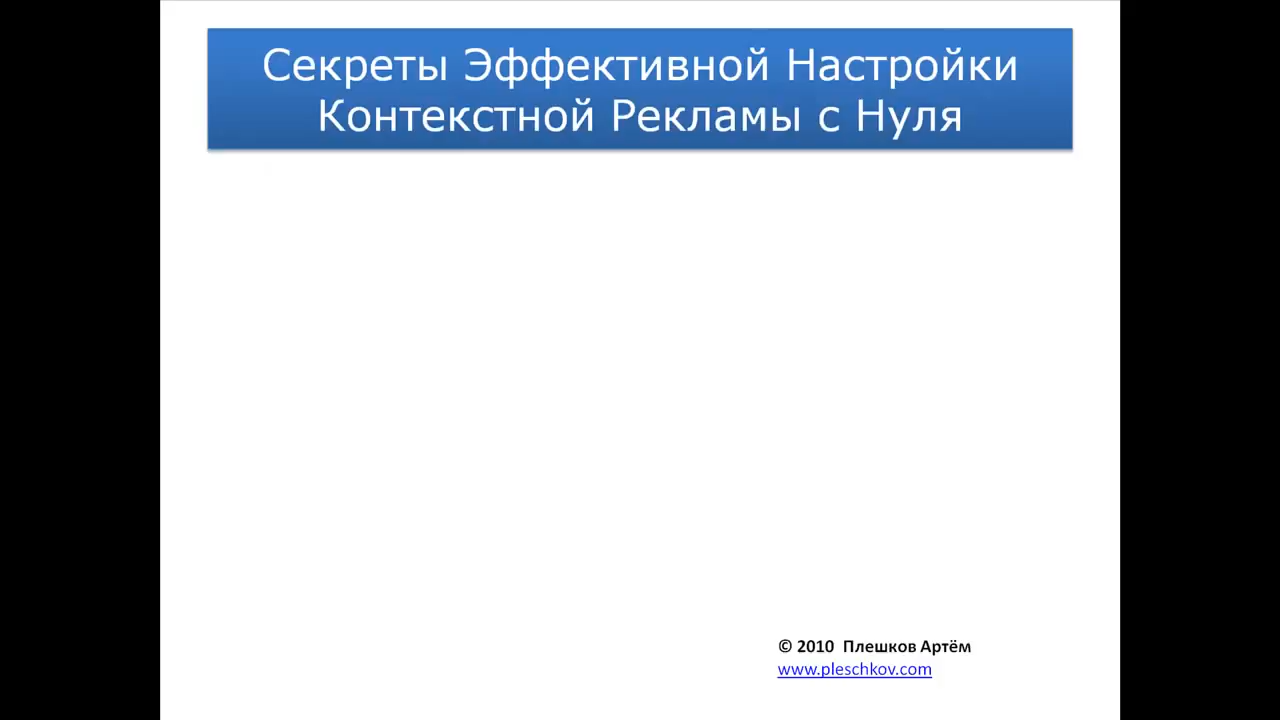 Секреты Эффективной Настройки
Контекстной Рекламы с Нуля
© 2010 Плешков Артём
www.pleschkov.com